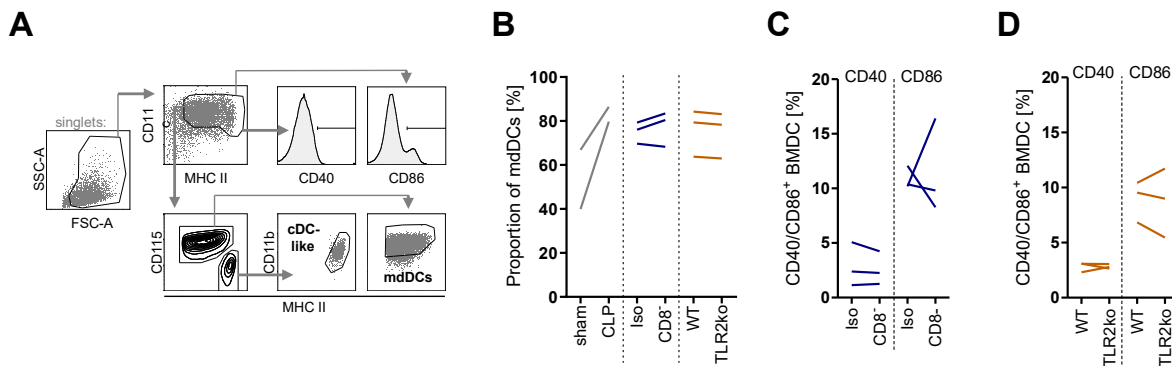 A
singlets:
SSC-A
FSC-A
CD11
c
MHC II
CD40
CD86
CD115
CD11b
cDC-
like
mdDCs
MHC II
B
Proportion of mdDCs [%]
100
80
60
40
20
0
sham
CLP
Iso
CD8-
WT
TLR2ko
C
CD40/CD86+ BMDC [%]
20
15
10
5
0
CD40
CD86
Iso
CD8-
Iso
CD8-
D
CD40/CD86+ BMDC [%]
20
15
10
5
0
CD40
CD86
WT
TLR2ko
WT
TLR2ko